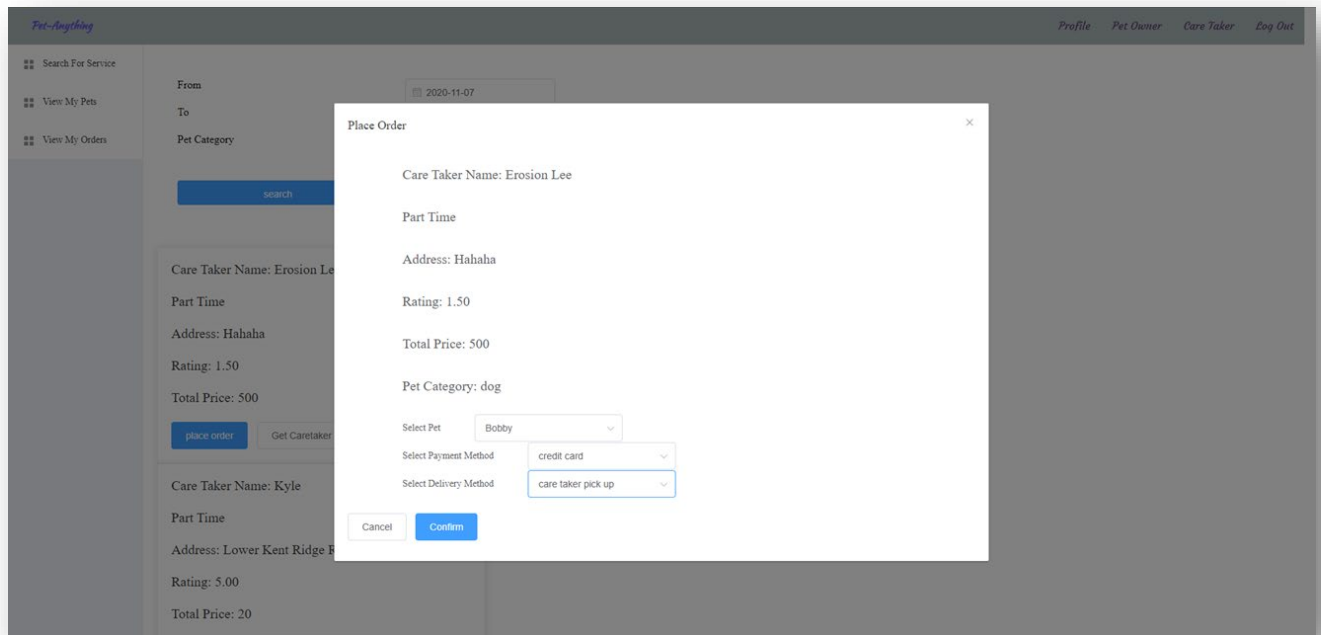 Pet-Anything
Profile Pet Owner Care Taker Log Out
Search For Service
View My Pets
View My Orders
From 2020-11-07
To
Pet Category
search
Care Taker Name: Erosion
Part Time
Address: Hahaha
Rating: 1.50
Total Price: 500
place order Get Caretaker
Care Taker Name: Kyle
Part Time
Address: Lower Kent Ridge
Rating: 5.00
Total Price: 20
Place Order
Care Taker Name: Erosion Lee
Part Time
Address: Hahaha
Rating: 1.50
Total Price: 500
Pet Category: dog
Select Pet Bobby
Select Payment Method credit card
Select Delivery Method care taker pick up
Cancel Confirm